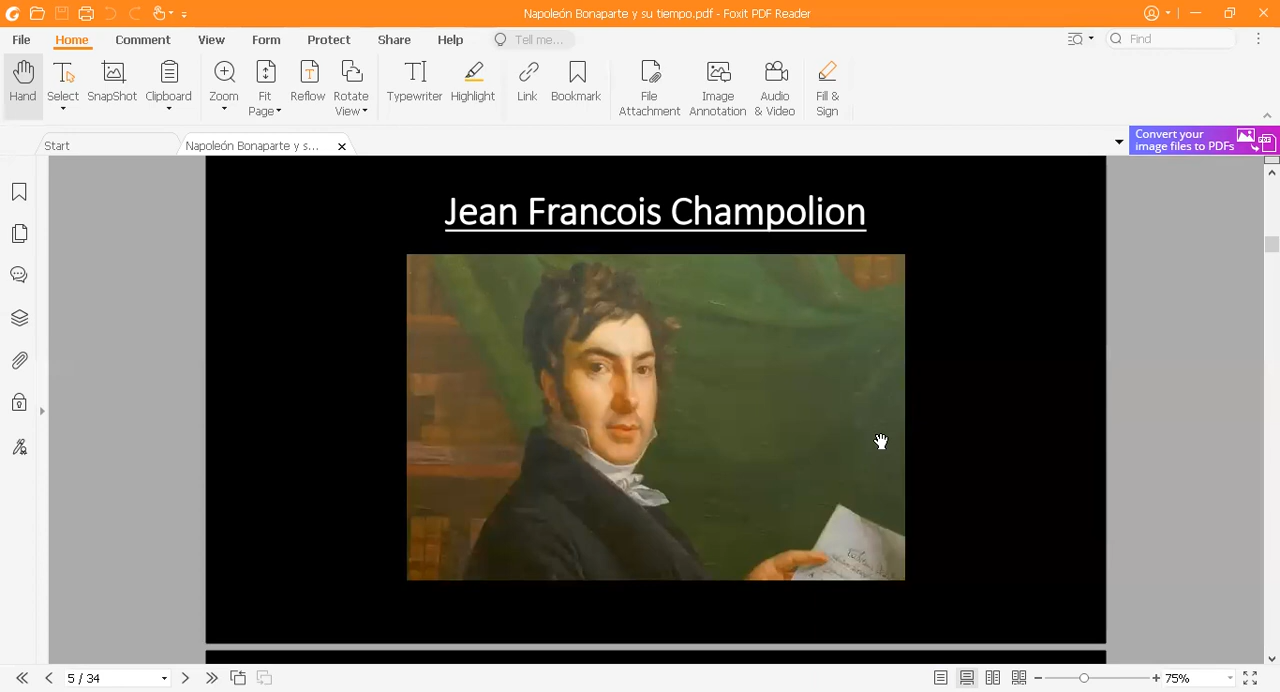 Napoleón Bonaparte y su tiempo.pdf - Foxit PDF Reader
File Home Comment View Form Protect Share Help Tell me... Find
Hand Select SnapShot Clipboard Zoom Fit Page Reflow Rotate View Typewriter Highlight Link Bookmark File Attachment Image Annotation Audio & Video Fill & Sign
Start Napoleón Bonaparte y s... Convert your
image files to PDFs
Jean Francois Champolion
5 / 34 75%